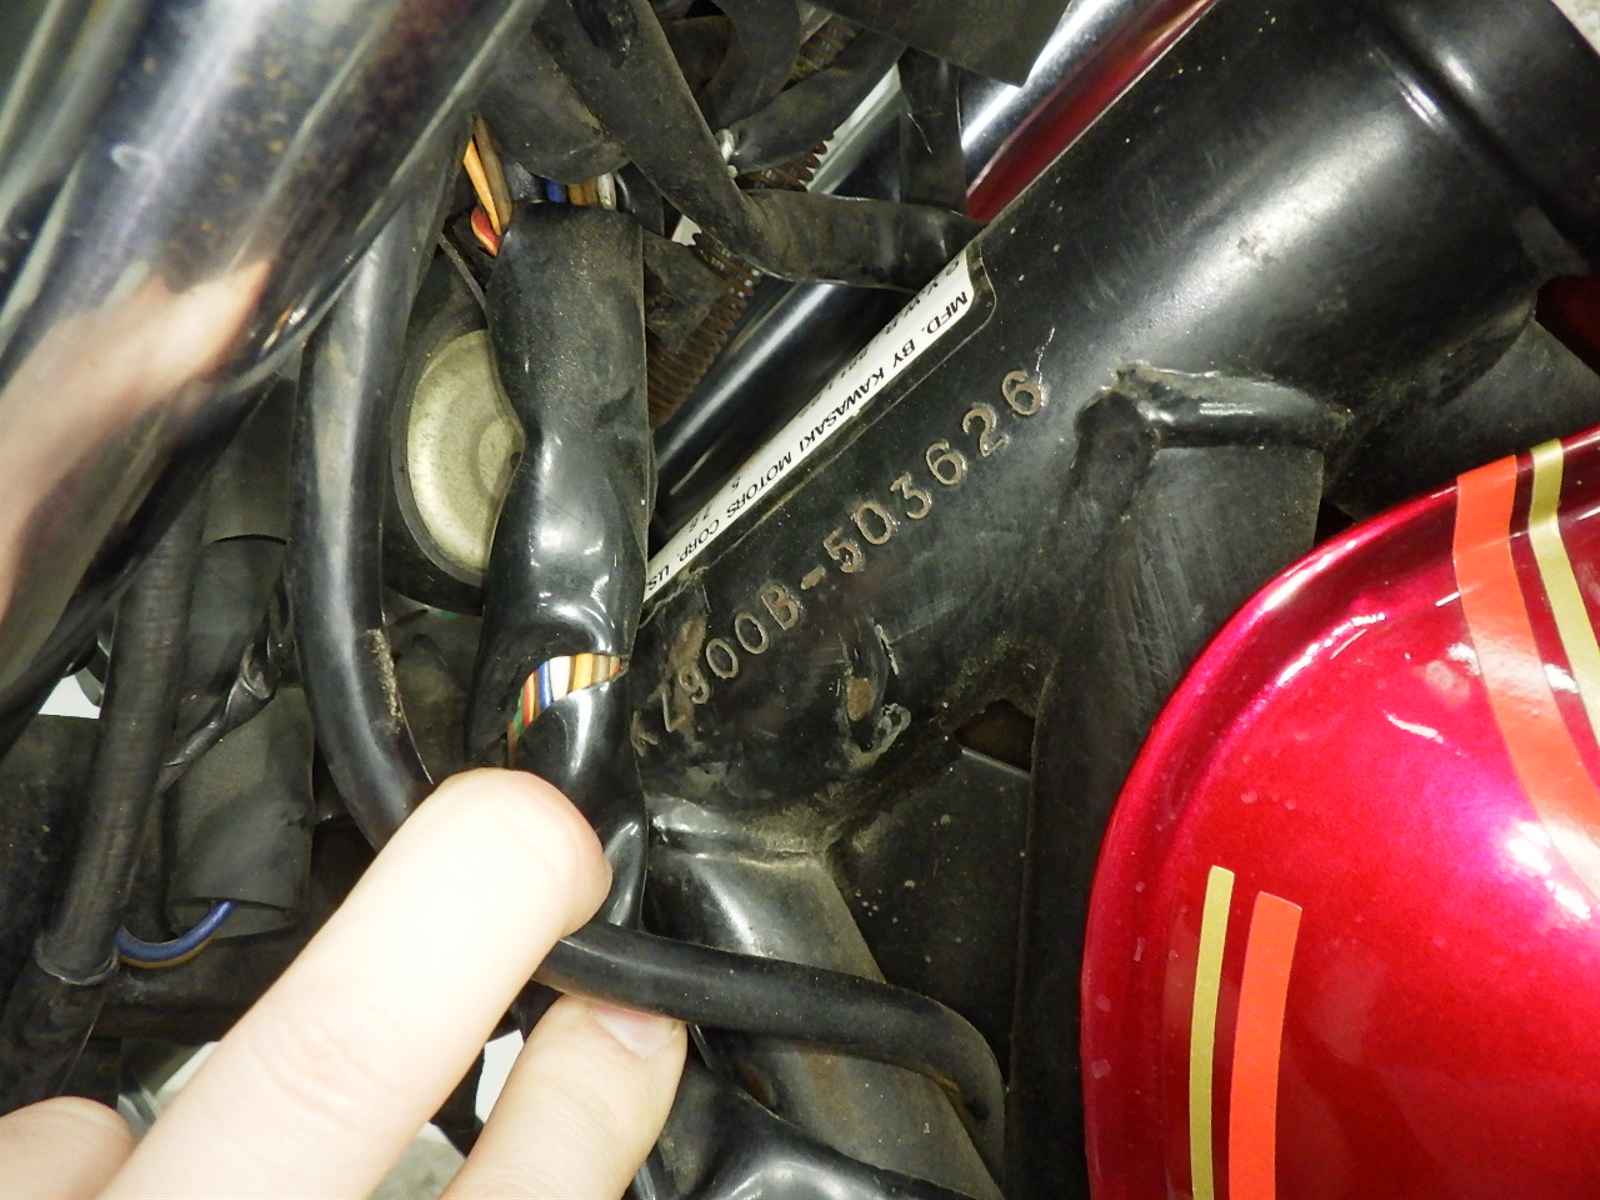 MFD. BY KAWASAKI MOTORS CORP. US
KZ900B-503626